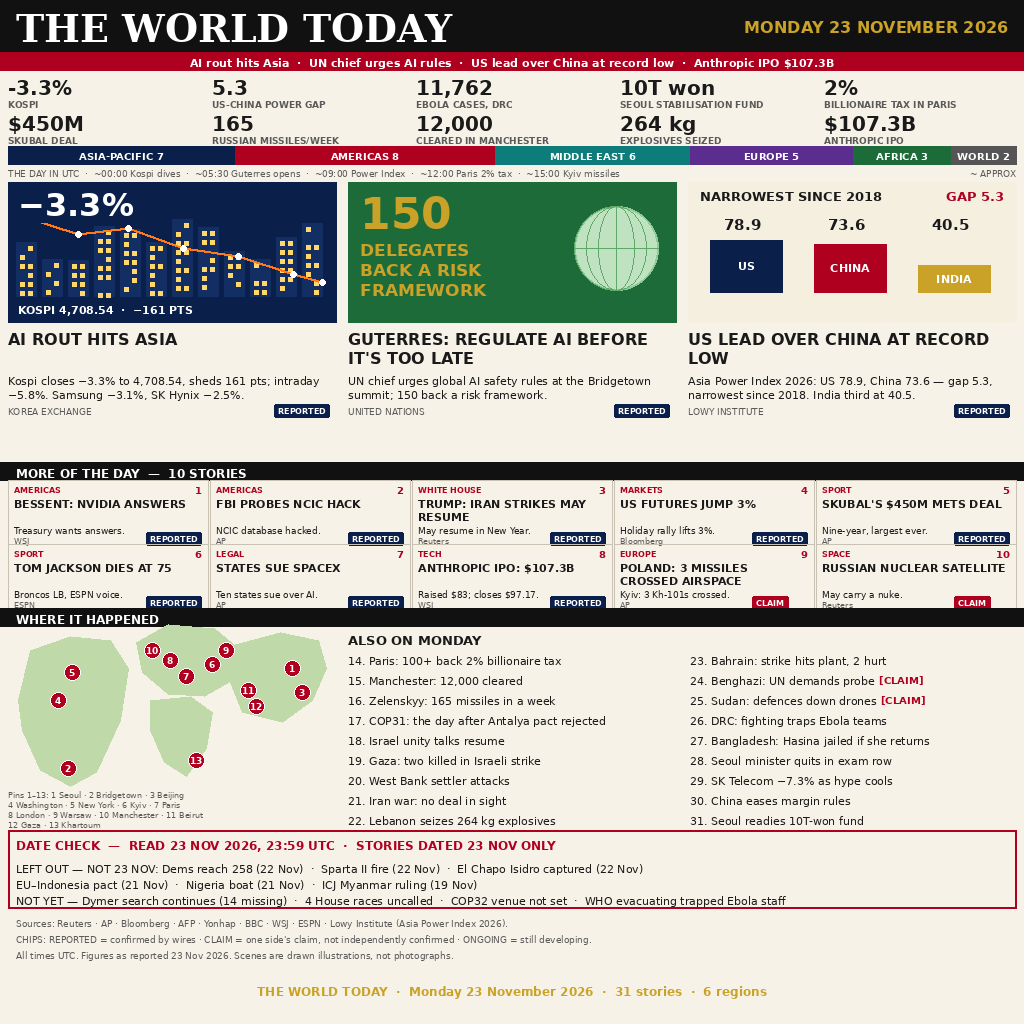 THE WORLD TODAY
MONDAY 23 NOVEMBER 2026
AI rout hits Asia · UN chief urges AI rules · US lead over China at record low · Anthropic IPO $107.3B
-3.3%
KOSPI
5.3
US-CHINA POWER GAP
11,762
EBOLA CASES, DRC
10T won
SEOUL STABILISATION FUND
2%
BILLIONAIRE TAX IN PARIS
$450M
SKUBAL DEAL
165
RUSSIAN MISSILES/WEEK
12,000
CLEARED IN MANCHESTER
264 kg
EXPLOSIVES SEIZED
$107.3B
ANTHROPIC IPO
ASIA-PACIFIC 7
AMERICAS 8
MIDDLE EAST 6
EUROPE 5
AFRICA 3
WORLD 2
THE DAY IN UTC · ~00:00 Kospi dives · ~05:30 Guterres opens · ~09:00 Power Index · ~12:00 Paris 2% tax · ~15:00 Kyiv missiles
~ APPROX
−3.3%
KOSPI 4,708.54 · −161 PTS
150
DELEGATES
BACK A RISK
FRAMEWORK
NARROWEST SINCE 2018
GAP 5.3
78.9
73.6
40.5
US
CHINA
INDIA
AI ROUT HITS ASIA
Kospi closes −3.3% to 4,708.54, sheds 161 pts; intraday
−5.8%. Samsung −3.1%, SK Hynix −2.5%.
KOREA EXCHANGE
REPORTED
GUTERRES: REGULATE AI BEFORE
IT'S TOO LATE
UN chief urges global AI safety rules at the Bridgetown
summit; 150 back a risk framework.
UNITED NATIONS
REPORTED
US LEAD OVER CHINA AT RECORD
LOW
Asia Power Index 2026: US 78.9, China 73.6 — gap 5.3,
narrowest since 2018. India third at 40.5.
LOWY INSTITUTE
REPORTED
MORE OF THE DAY — 10 STORIES
AMERICAS
1
BESSENT: NVIDIA ANSWERS
Treasury wants answers.
WSJ
REPORTED
AMERICAS
2
FBI PROBES NCIC HACK
NCIC database hacked.
AP
REPORTED
WHITE HOUSE
3
TRUMP: IRAN STRIKES MAY
RESUME
May resume in New Year.
Reuters
REPORTED
MARKETS
4
US FUTURES JUMP 3%
Holiday rally lifts 3%.
Bloomberg
REPORTED
SPORT
5
SKUBAL'S $450M METS DEAL
Nine-year, largest ever.
AP
REPORTED
SPORT
6
TOM JACKSON DIES AT 75
Broncos LB, ESPN voice.
ESPN
REPORTED
LEGAL
7
STATES SUE SPACEX
Ten states sue over AI.
AP
REPORTED
TECH
8
ANTHROPIC IPO: $107.3B
Raised $83; closes $97.17.
WSJ
REPORTED
EUROPE
9
POLAND: 3 MISSILES
CROSSED AIRSPACE
Kyiv: 3 Kh-101s crossed.
AP
CLAIM
SPACE
10
RUSSIAN NUCLEAR SATELLITE
May carry a nuke.
Reuters
CLAIM
WHERE IT HAPPENED
10
8
7
6
9
5
4
2
1
3
11
12
13
Pins 1–13: 1 Seoul · 2 Bridgetown · 3 Beijing
4 Washington · 5 New York · 6 Kyiv · 7 Paris
8 London · 9 Warsaw · 10 Manchester · 11 Beirut
12 Gaza · 13 Khartoum
ALSO ON MONDAY
14. Paris: 100+ back 2% billionaire tax
15. Manchester: 12,000 cleared
16. Zelenskyy: 165 missiles in a week
17. COP31: the day after Antalya pact rejected
18. Israel unity talks resume
19. Gaza: two killed in Israeli strike
20. West Bank settler attacks
21. Iran war: no deal in sight
22. Lebanon seizes 264 kg explosives
23. Bahrain: strike hits plant, 2 hurt
24. Benghazi: UN demands probe [CLAIM]
25. Sudan: defences down drones [CLAIM]
26. DRC: fighting traps Ebola teams
27. Bangladesh: Hasina jailed if she returns
28. Seoul minister quits in exam row
29. SK Telecom −7.3% as hype cools
30. China eases margin rules
31. Seoul readies 10T-won fund
DATE CHECK — READ 23 NOV 2026, 23:59 UTC · STORIES DATED 23 NOV ONLY
LEFT OUT — NOT 23 NOV: Dems reach 258 (22 Nov) · Sparta II fire (22 Nov) · El Chapo Isidro captured (22 Nov)
EU–Indonesia pact (21 Nov) · Nigeria boat (21 Nov) · ICJ Myanmar ruling (19 Nov)
NOT YET — Dymer search continues (14 missing) · 4 House races uncalled · COP32 venue not set · WHO evacuating trapped Ebola staff
Sources: Reuters · AP · Bloomberg · AFP · Yonhap · BBC · WSJ · ESPN · Lowy Institute (Asia Power Index 2026).
CHIPS: REPORTED = confirmed by wires · CLAIM = one side's claim, not independently confirmed · ONGOING = still developing.
All times UTC. Figures as reported 23 Nov 2026. Scenes are drawn illustrations, not photographs.
THE WORLD TODAY · Monday 23 November 2026 · 31 stories · 6 regions